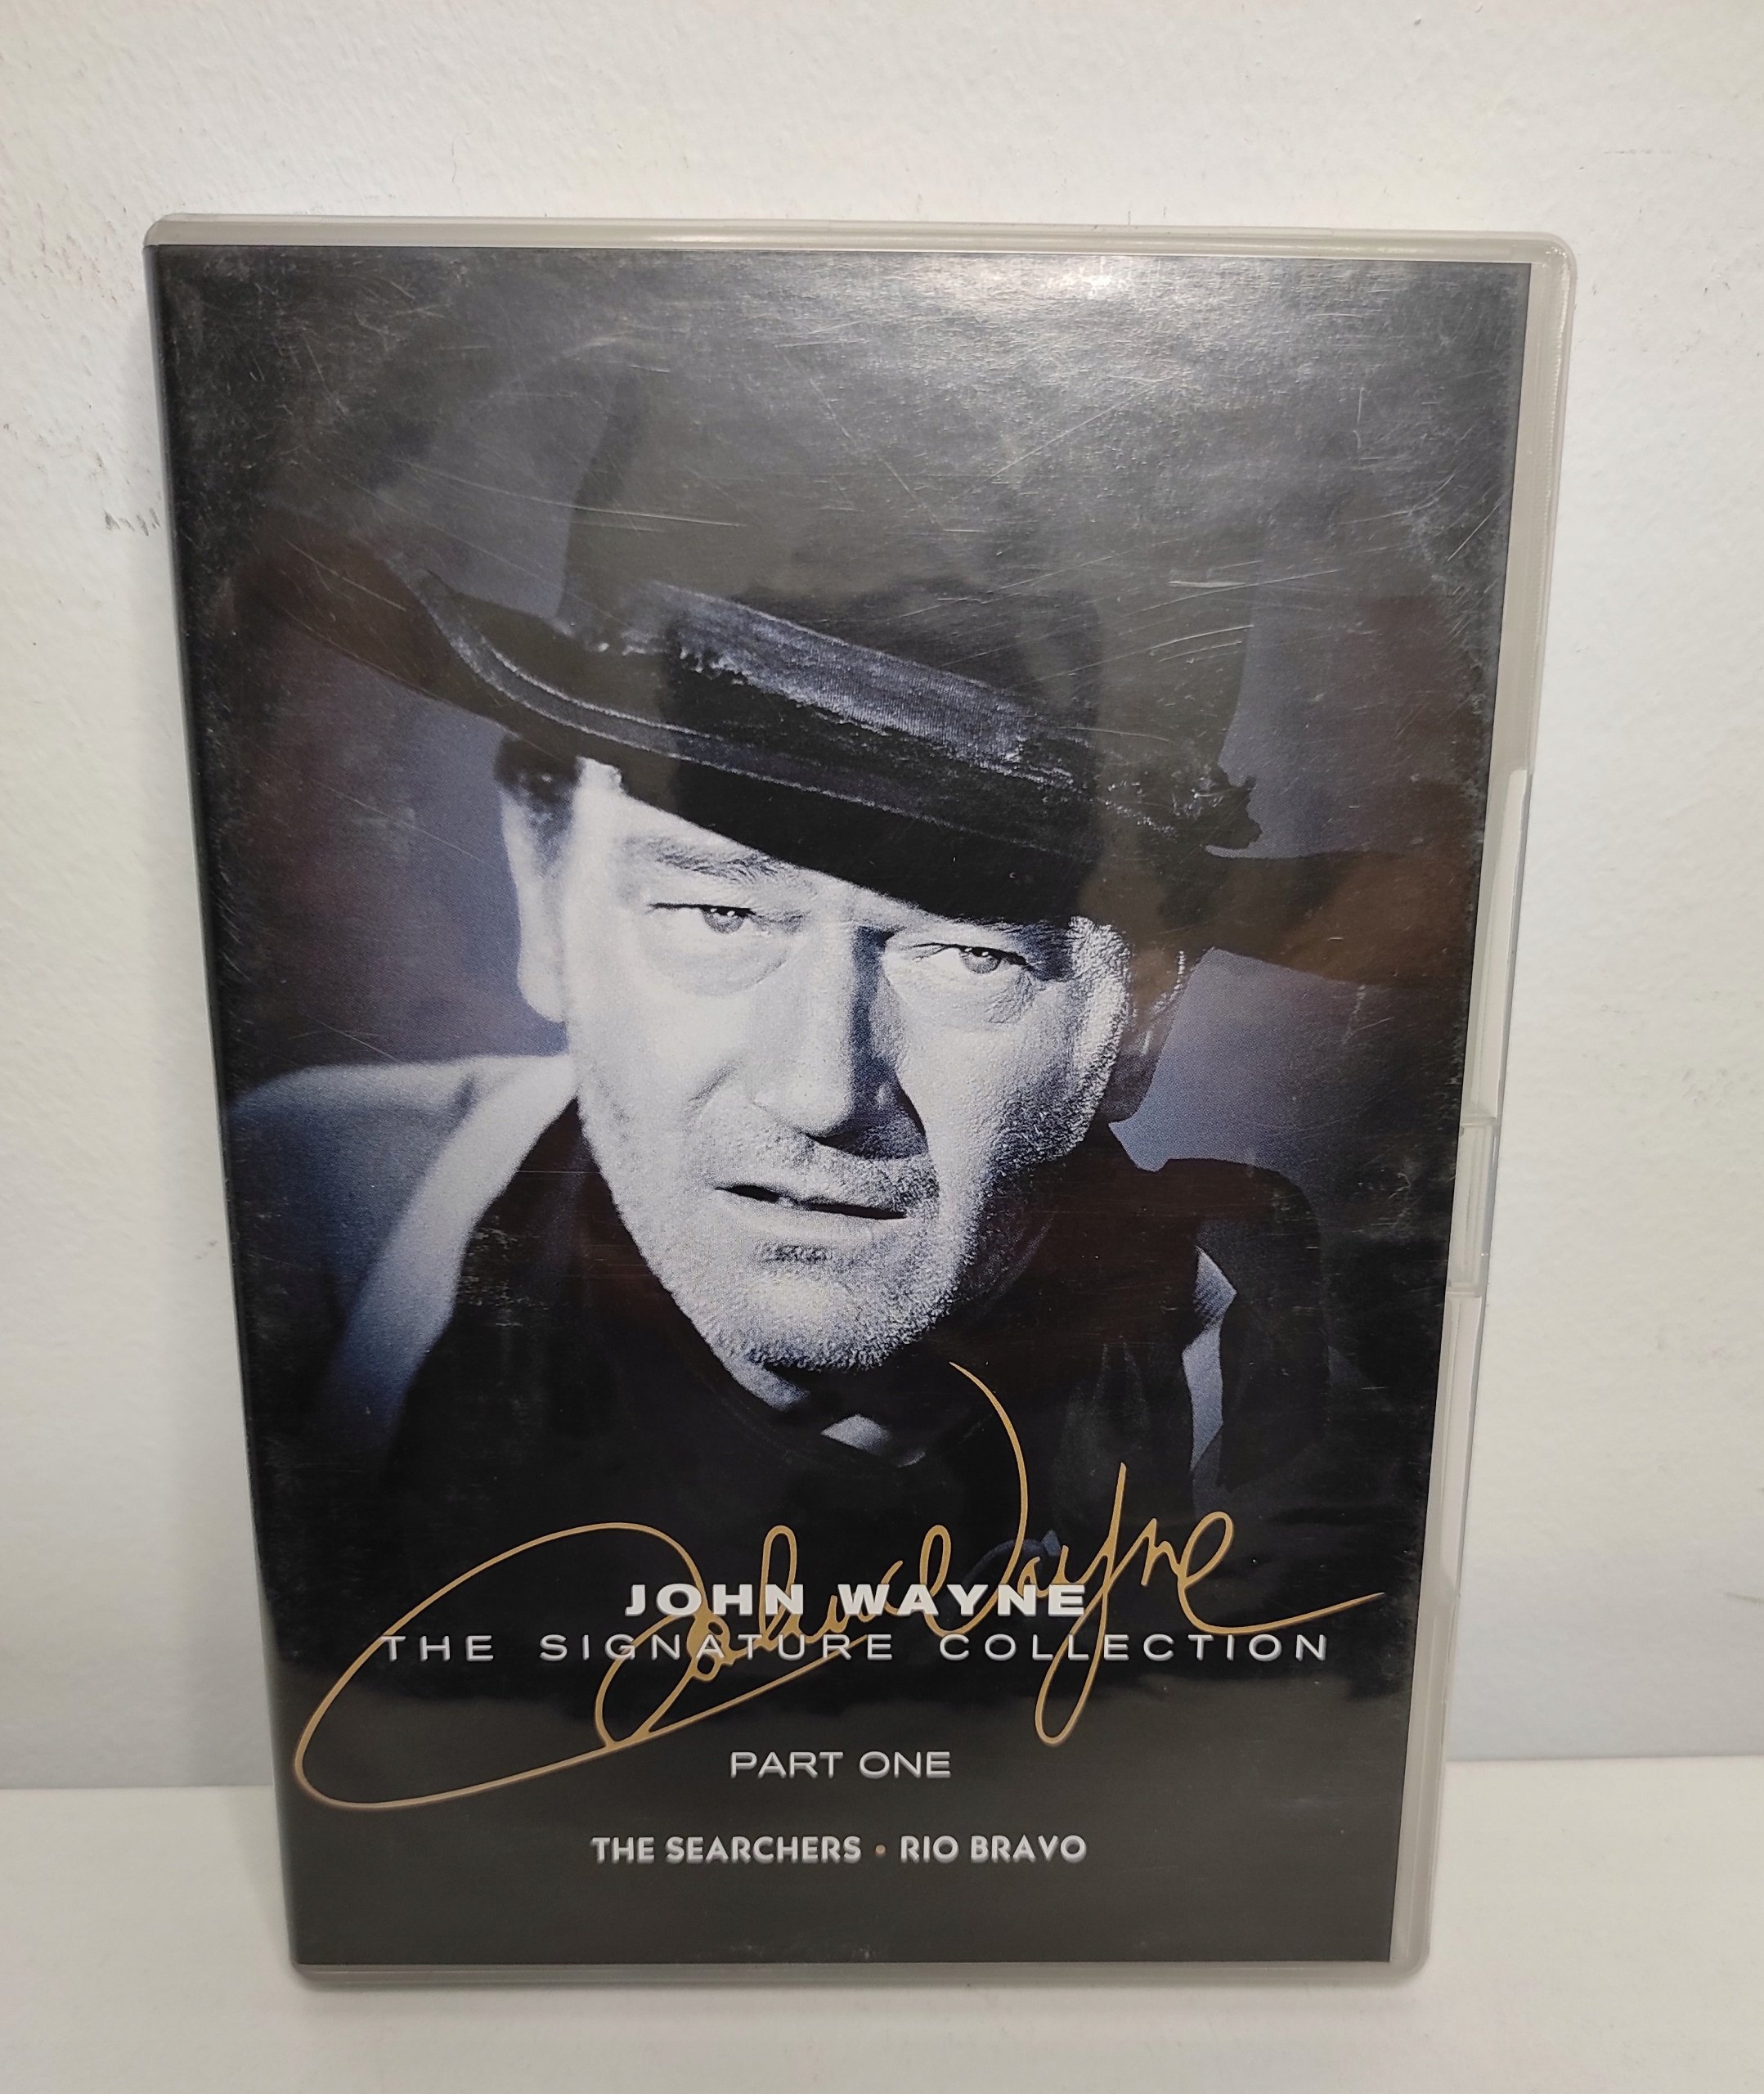 John Wayne
JOHN WAYNE
THE SIGNATURE COLLECTION
PART ONE
THE SEARCHERS • RIO BRAVO